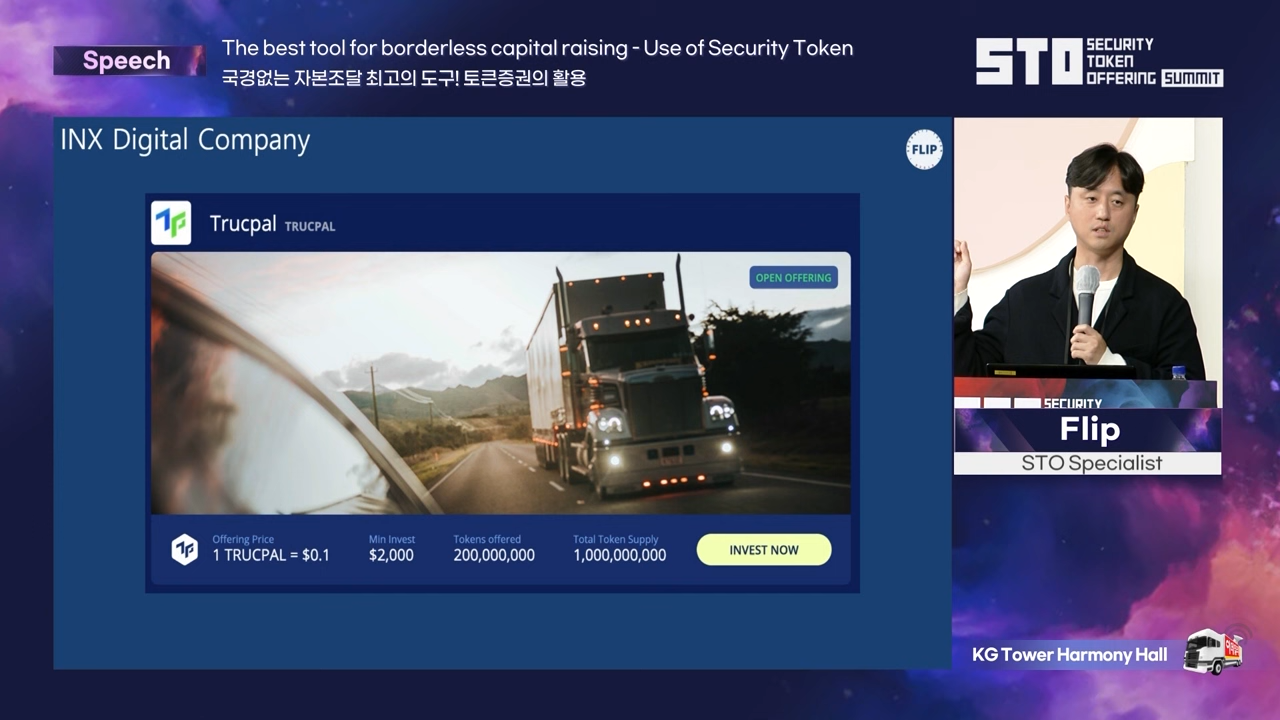 Speech
The best tool for borderless capital raising - Use of Security Token
국경없는 자본조달 최고의 도구! 토큰증권의 활용
STO SECURITY
TOKEN
OFFERING SUMMIT
INX Digital Company
FLIP
Trucpal TRUCPAL
OPEN OFFERING
Offering Price
1 TRUCPAL = $0.1
Min Invest
$2,000
Tokens offered
200,000,000
Total Token Supply
1,000,000,000
INVEST NOW
SECURITY
Flip
STO Specialist
KG Tower Harmony Hall